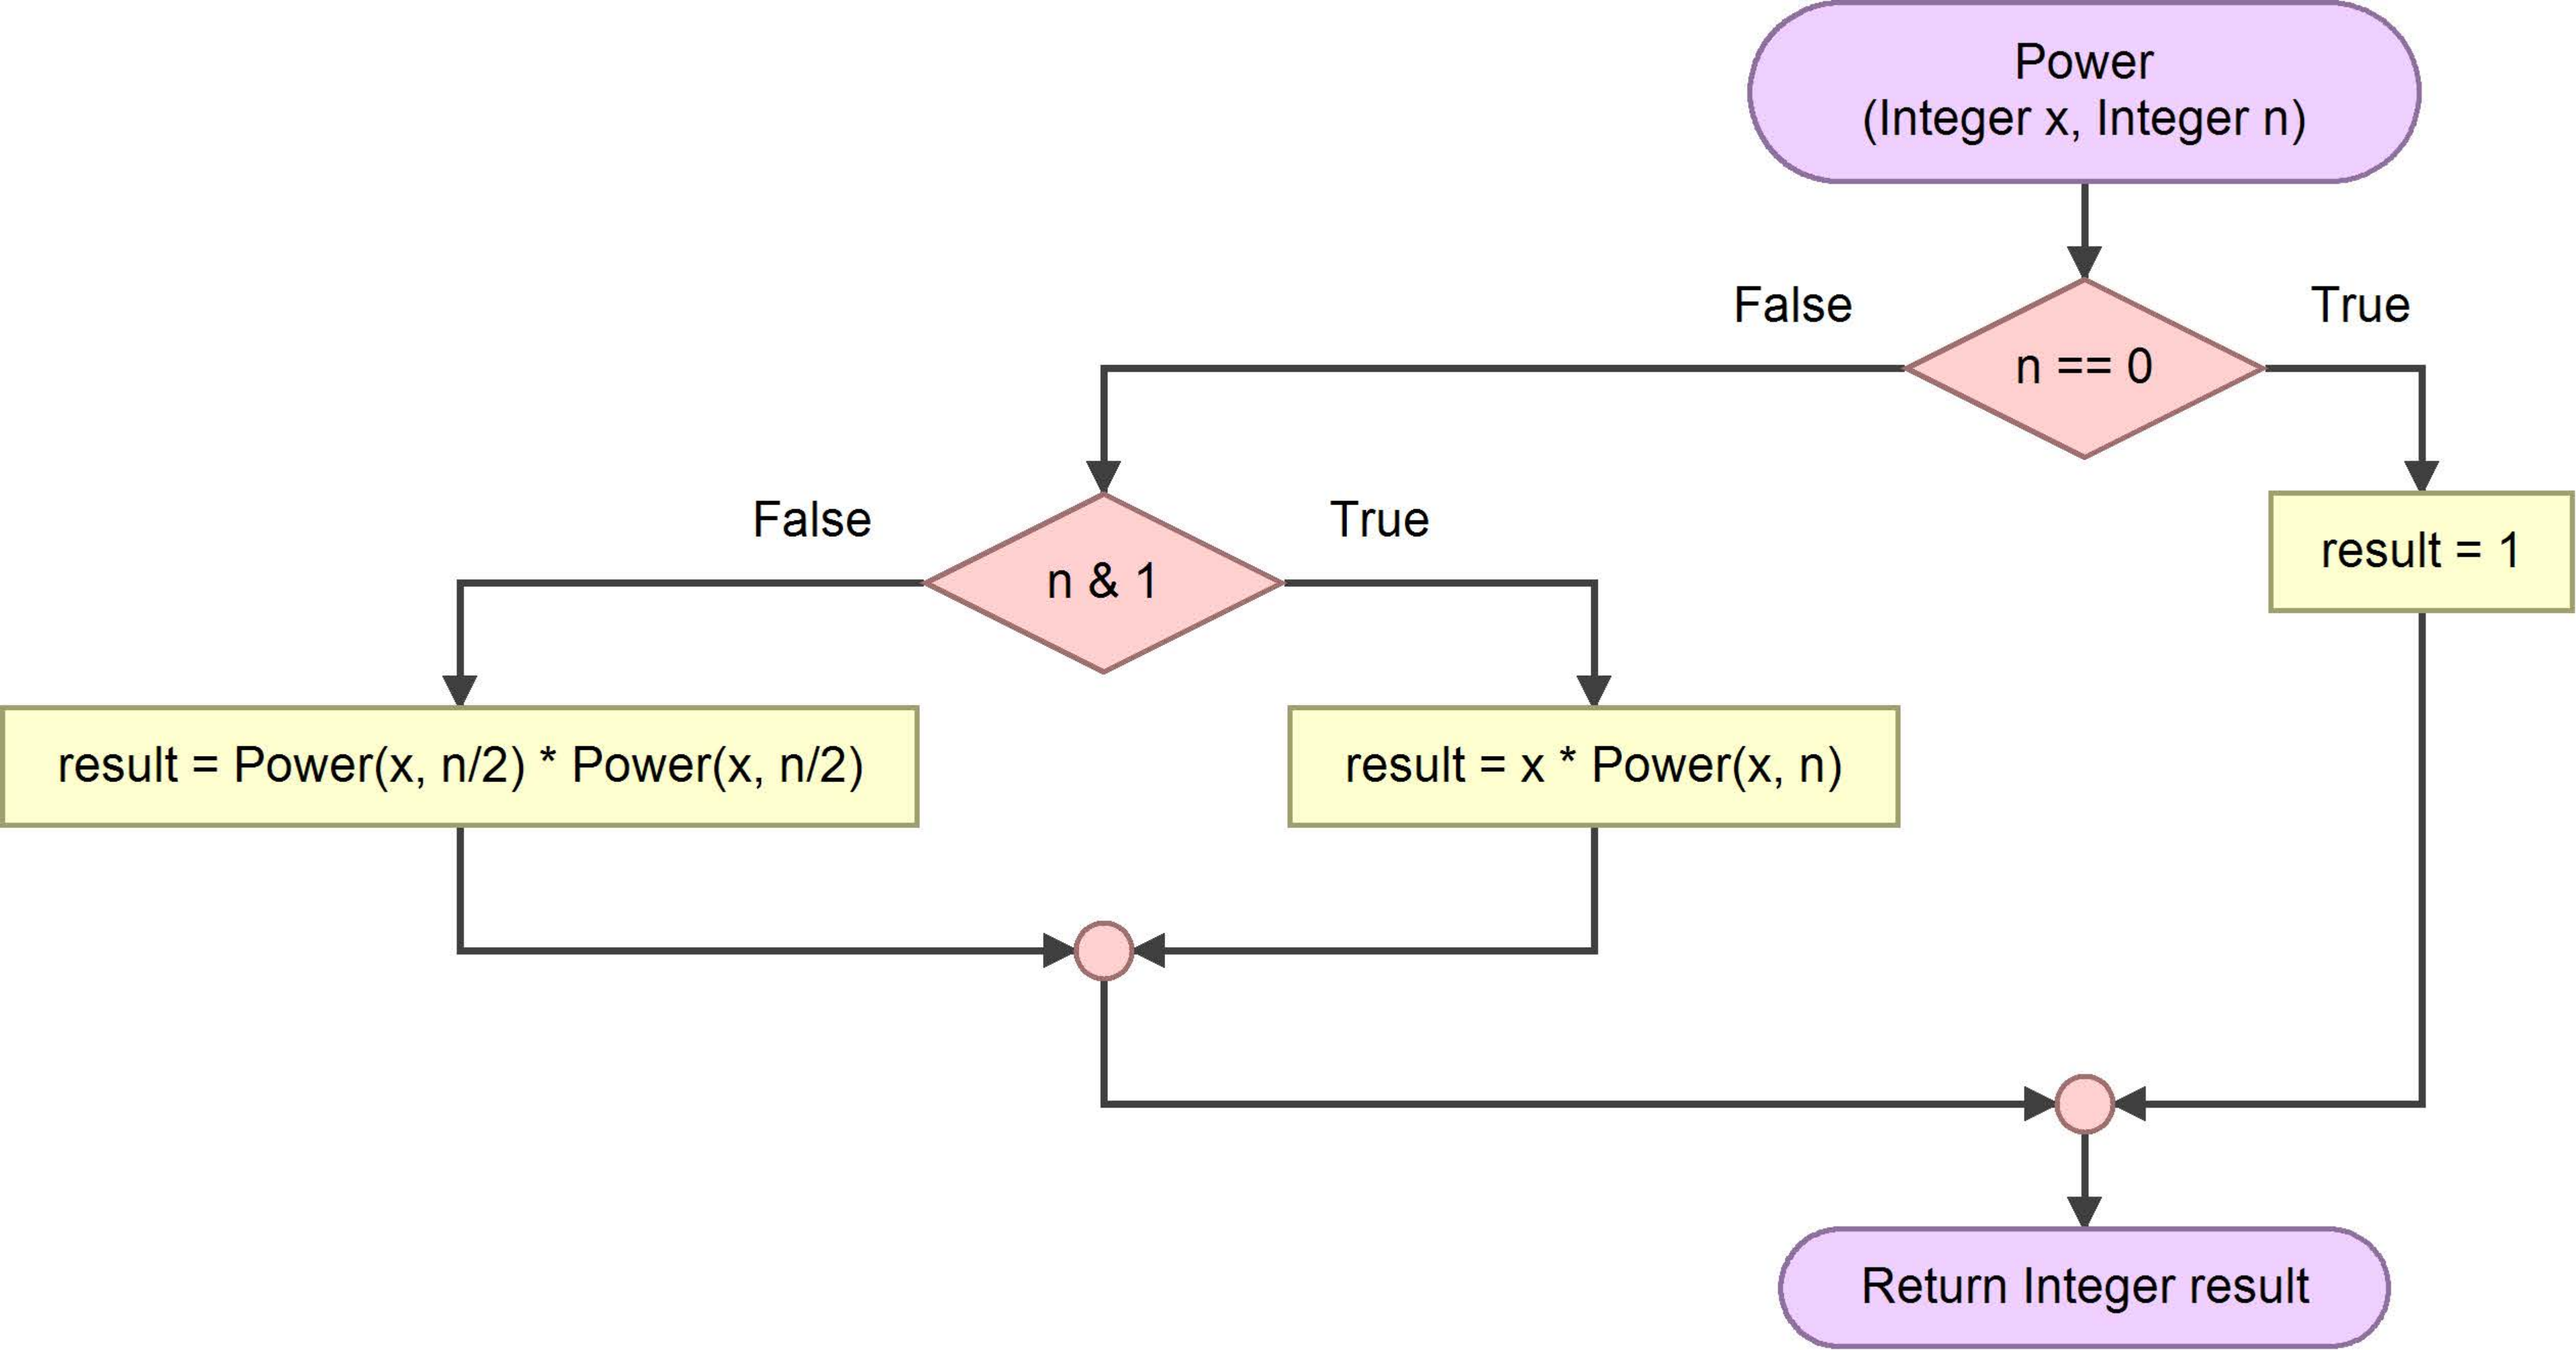 Power
(Integer x, Integer n)
False
True
n == 0
False
True
n & 1
result = 1
result = Power(x, n/2) * Power(x, n/2)
result = x * Power(x, n)
Return Integer result